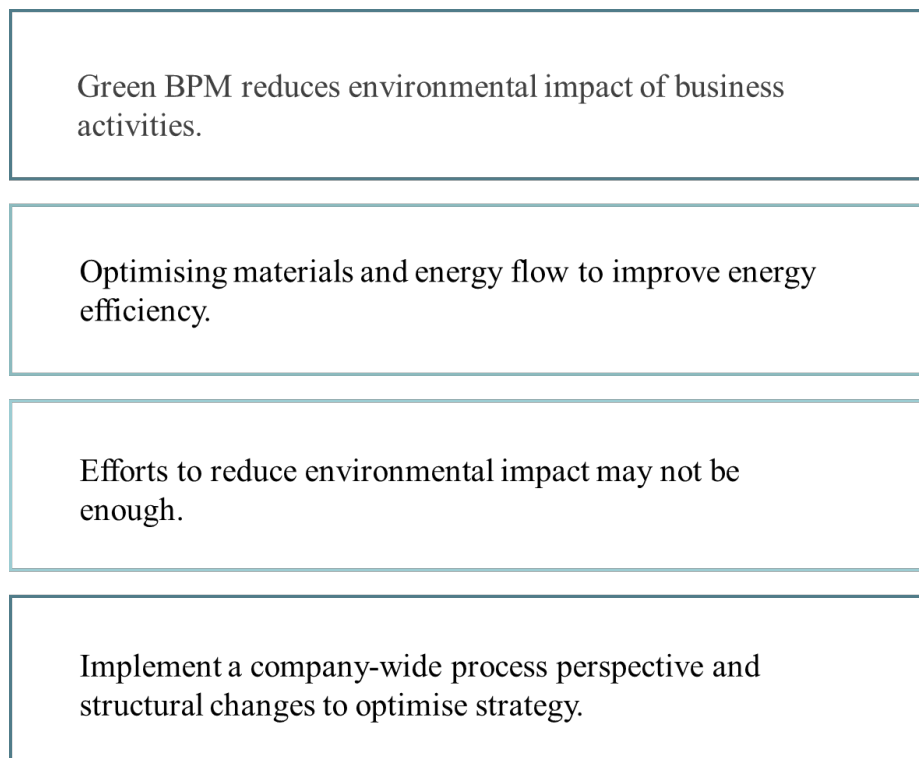 Green BPM reduces environmental impact of business
activities.
Optimising materials and energy flow to improve energy
efficiency.
Efforts to reduce environmental impact may not be
enough.
Implement a company-wide process perspective and
structural changes to optimise strategy.